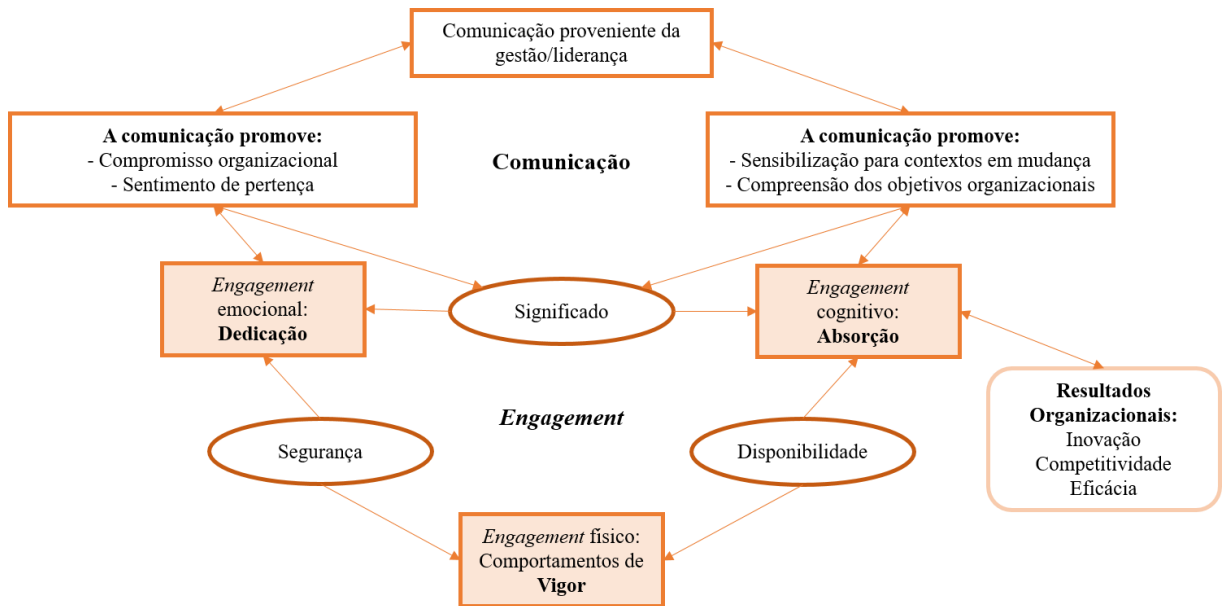 Comunicação proveniente da
gestão/liderança
A comunicação promove:
- Compromisso organizacional
- Sentimento de pertença
Comunicação
A comunicação promove:
- Sensibilização para contextos em mudança
- Compreensão dos objetivos organizacionais
Engagement
emocional:
Dedicação
Significado
Engagement
cognitivo:
Absorção
Resultados
Organizacionais:
Inovação
Competitividade
Eficácia
Engagement
Segurança
Disponibilidade
Engagement físico:
Comportamentos de
Vigor